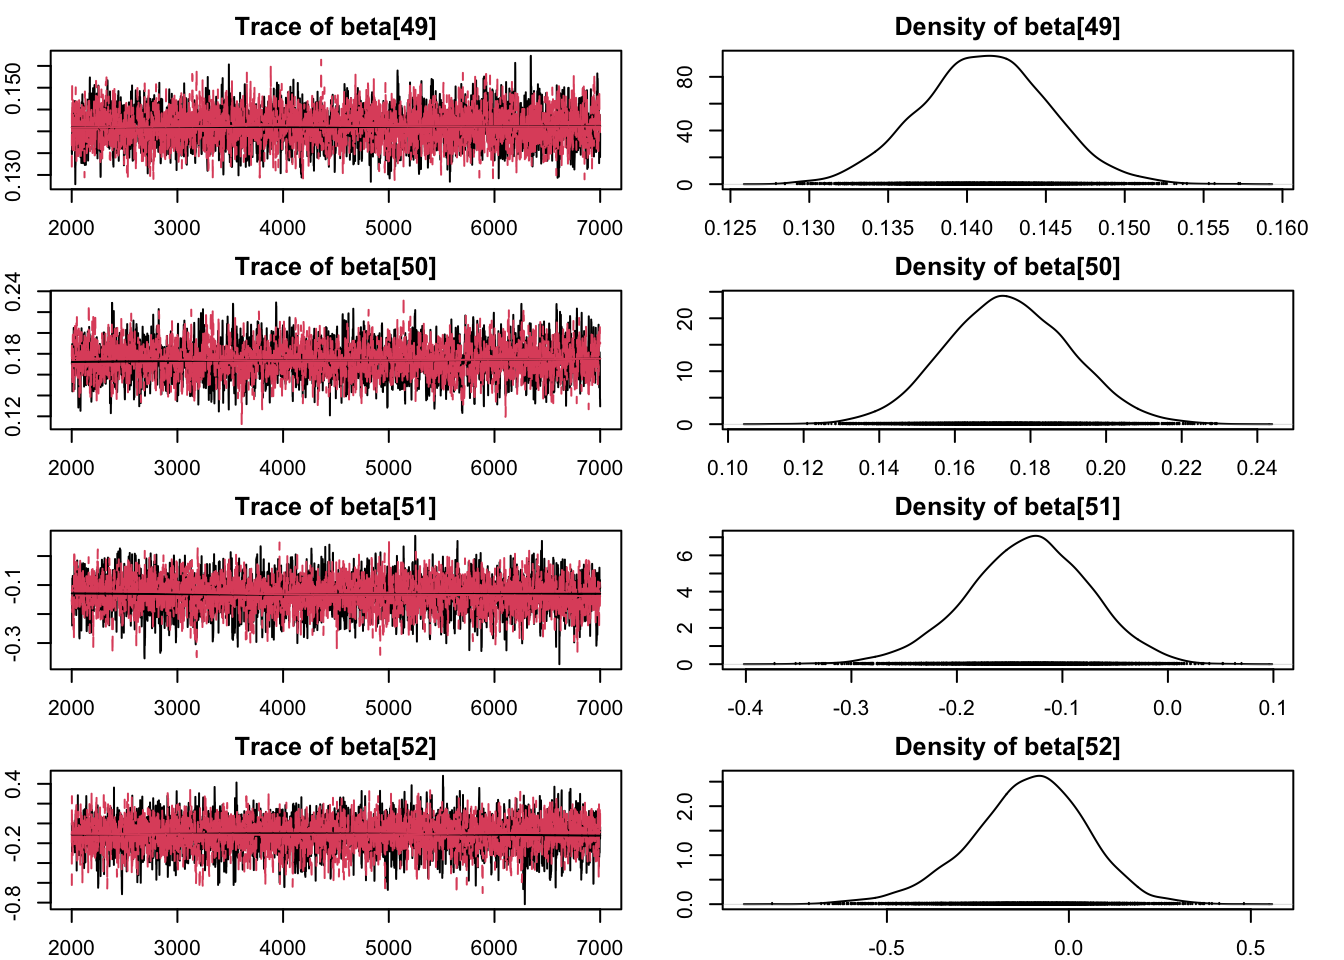 Trace of beta[49]
0.130 0.150
2000 3000 4000 5000 6000 7000
Density of beta[49]
0 40 80
0.125 0.130 0.135 0.140 0.145 0.150 0.155 0.160
Trace of beta[50]
0.12 0.18 0.24
2000 3000 4000 5000 6000 7000
Density of beta[50]
0 10 20
0.10 0.12 0.14 0.16 0.18 0.20 0.22 0.24
Trace of beta[51]
-0.3 -0.1
2000 3000 4000 5000 6000 7000
Density of beta[51]
0 2 4 6
-0.4 -0.3 -0.2 -0.1 0.0 0.1
Trace of beta[52]
-0.8 -0.2 0.4
2000 3000 4000 5000 6000 7000
Density of beta[52]
0.0 1.0 2.0
-0.5 0.0 0.5